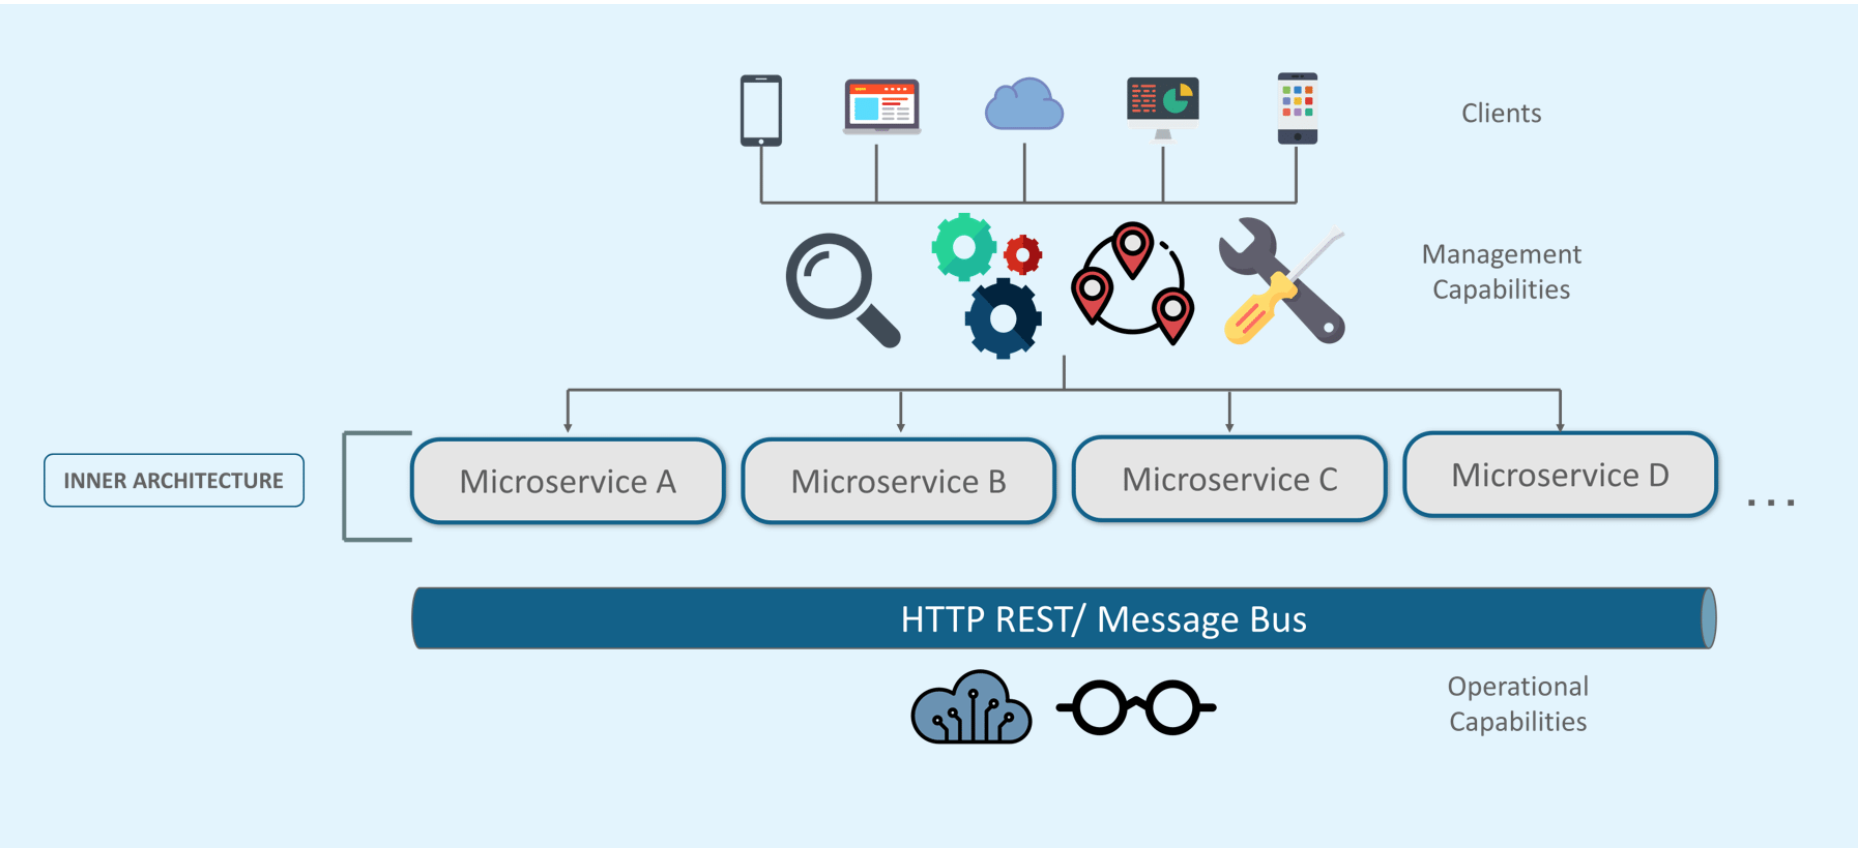 Clients
Management
Capabilities
INNER ARCHITECTURE
Microservice A
Microservice B
Microservice C
Microservice D
...
HTTP REST/ Message Bus
Operational
Capabilities